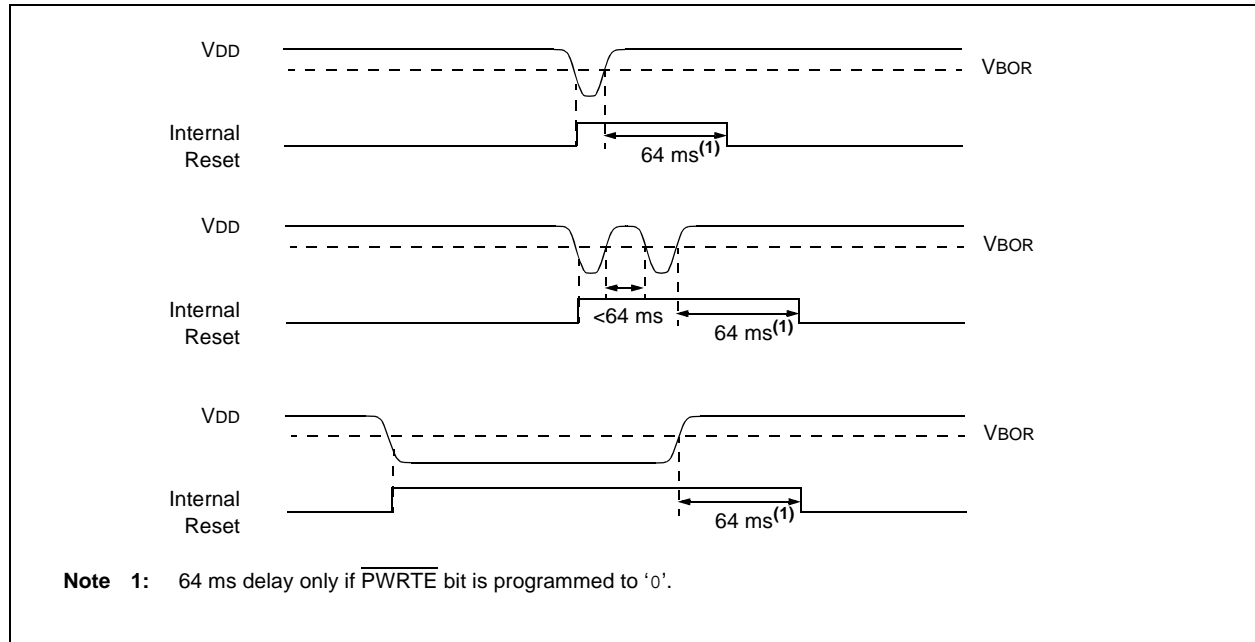 VDD
VBOR
Internal
Reset
64 ms(1)
VDD
VBOR
Internal
Reset
<64 ms
64 ms(1)
VDD
VBOR
Internal
Reset
64 ms(1)
Note 1: 64 ms delay only if PWRTE bit is programmed to ‘0’.